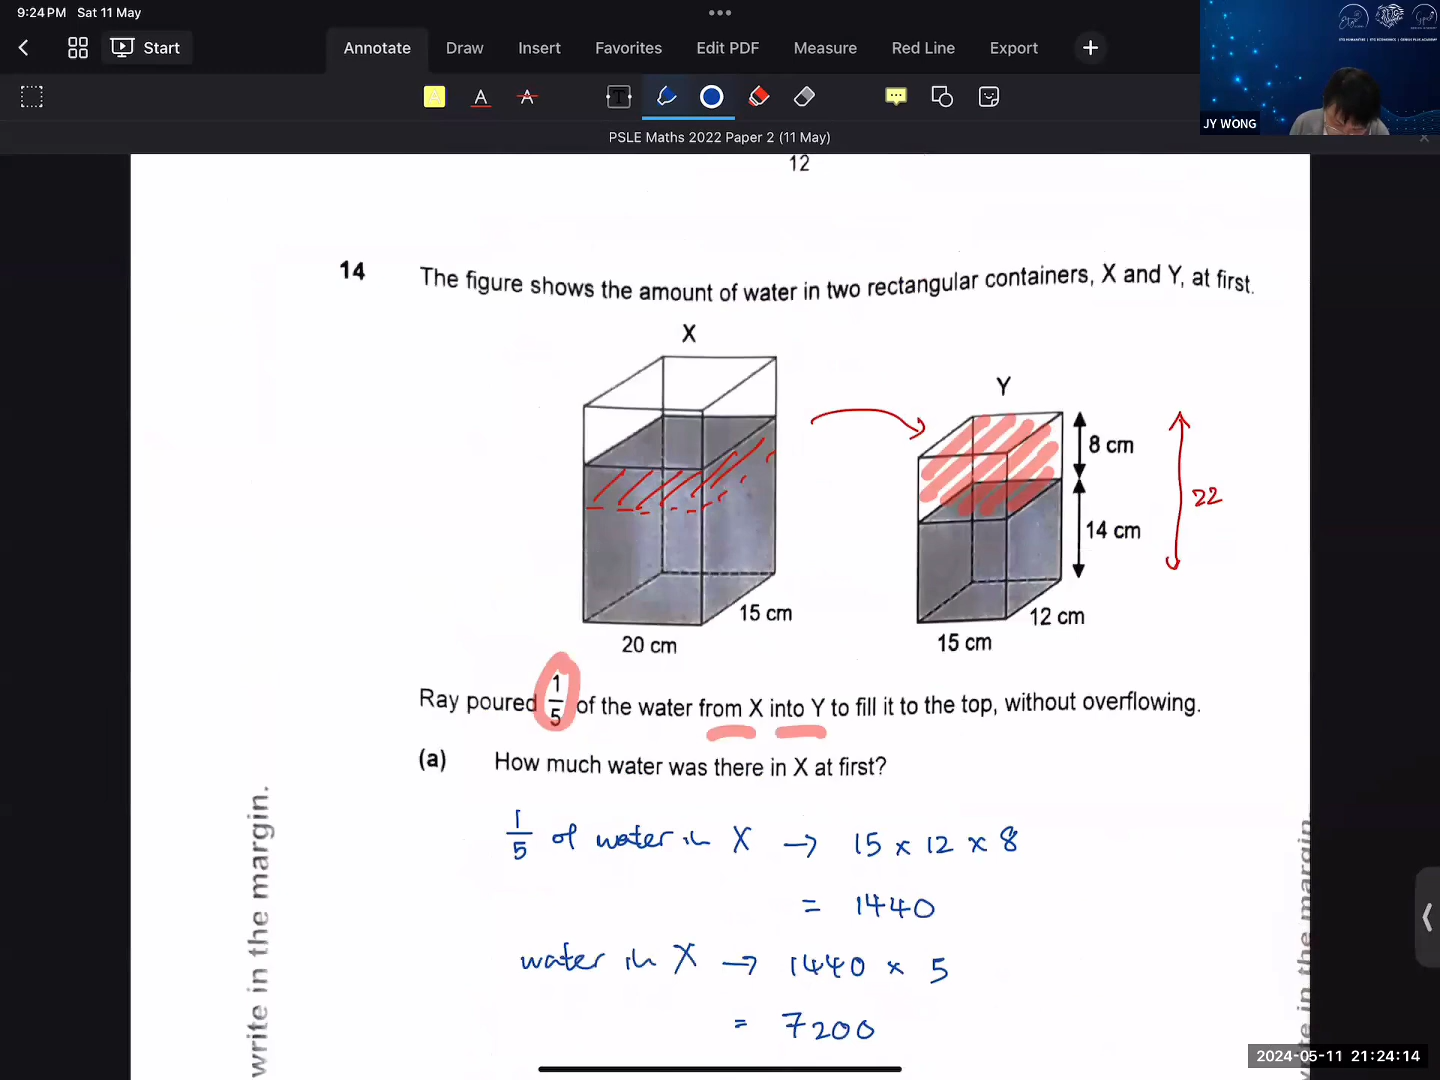 9:24 PM Sat 11 May
Start
Annotate Draw Insert Favorites Edit PDF Measure Red Line Export
PSLE Maths 2022 Paper 2 (11 May)
JY WONG
12
14 The figure shows the amount of water in two rectangular containers, X and Y, at first.
X
Y
8 cm
22
14 cm
15 cm
12 cm
20 cm
15 cm
Ray poured 1/5 of the water from X into Y to fill it to the top, without overflowing.
(a) How much water was there in X at first?
1/5 of water in X → 15 × 12 × 8
= 1440
water in X → 1440 × 5
= 7200
write in the margin.
write in the margin.
2024-05-11 21:24:14